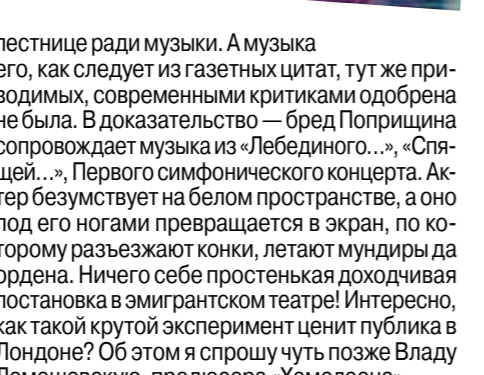 лестнице ради музыки. А музыка
его, как следует из газетных цитат, тут же при-
водимых, современными критиками одобрена
не была. В доказательство — бред Поприщина
сопровождает музыка из «Лебединого…», «Спя-
щей…», Первого симфонического концерта. Ак-
тер безумствует на белом пространстве, а оно
под его ногами превращается в экран, по ко-
торому разъезжают конки, летают мундиры да
ордена. Ничего себе простенькая доходчивая
постановка в эмигрантском театре! Интересно,
как такой крутой эксперимент ценит публика в
Лондоне? Об этом я спрошу чуть позже Владу